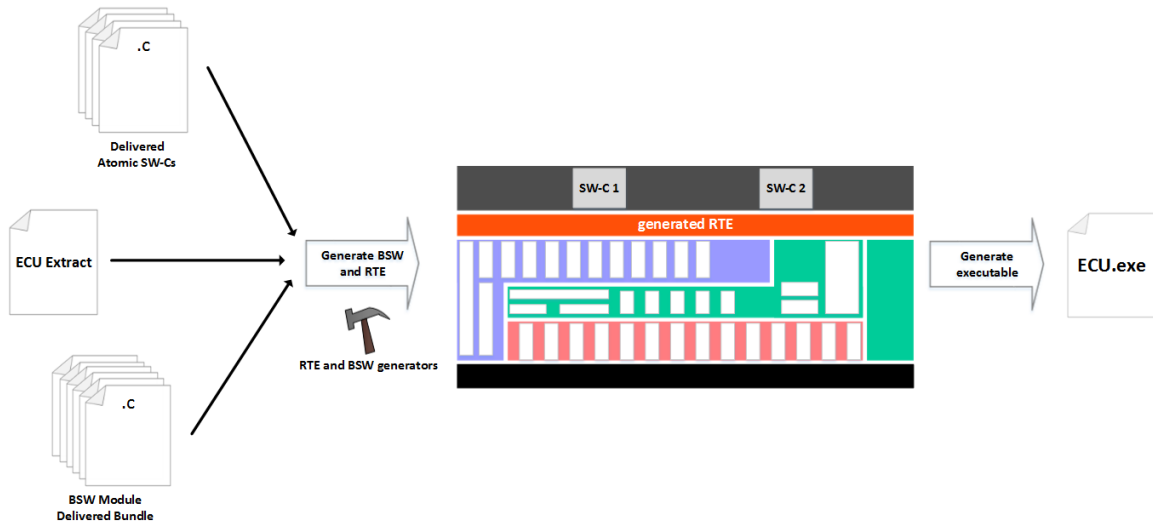 .C
Delivered
Atomic SW-Cs
ECU Extract
.C
BSW Module
Delivered Bundle
Generate BSW
and RTE
RTE and BSW generators
SW-C 1
SW-C 2
generated RTE
Generate
executable
ECU.exe